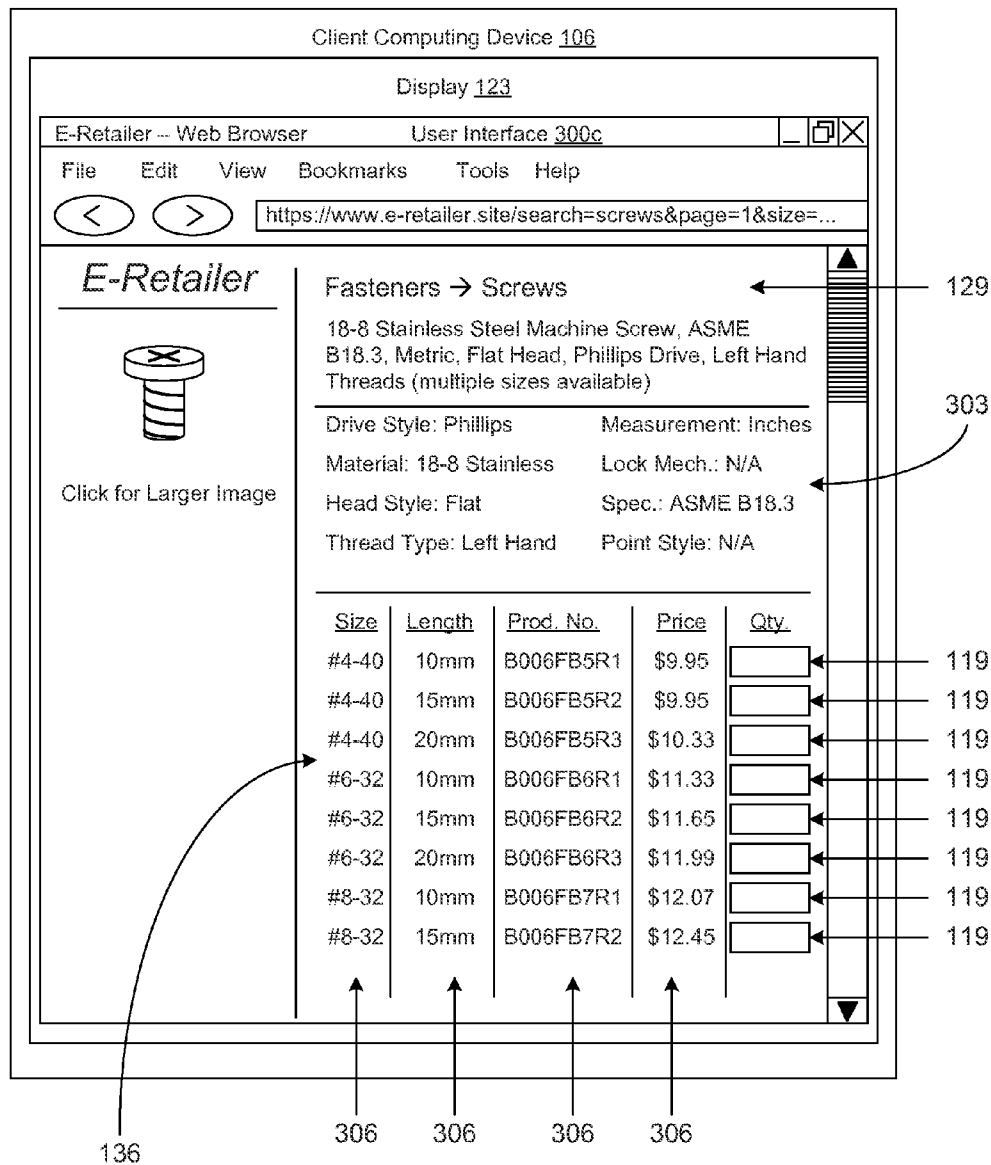 Client Computing Device 106
Display 123
E-Retailer – Web Browser User Interface 300c
File Edit View Bookmarks Tools Help
< > https://www.e-retailer.site/search=screws&page=1&size=...
E-Retailer
Click for Larger Image
Fasteners → Screws
129
18-8 Stainless Steel Machine Screw, ASME
B18.3, Metric, Flat Head, Phillips Drive, Left Hand
Threads (multiple sizes available)
303
Drive Style: Phillips Measurement: Inches
Material: 18-8 Stainless Lock Mech.: N/A
Head Style: Flat Spec.: ASME B18.3
Thread Type: Left Hand Point Style: N/A
Size Length Prod. No. Price Qty.
#4-40 10mm B006FB5R1 $9.95 119
#4-40 15mm B006FB5R2 $9.95 119
#4-40 20mm B006FB5R3 $10.33 119
#6-32 10mm B006FB6R1 $11.33 119
#6-32 15mm B006FB6R2 $11.65 119
#6-32 20mm B006FB6R3 $11.99 119
#8-32 10mm B006FB7R1 $12.07 119
#8-32 15mm B006FB7R2 $12.45 119
136 306 306 306 306